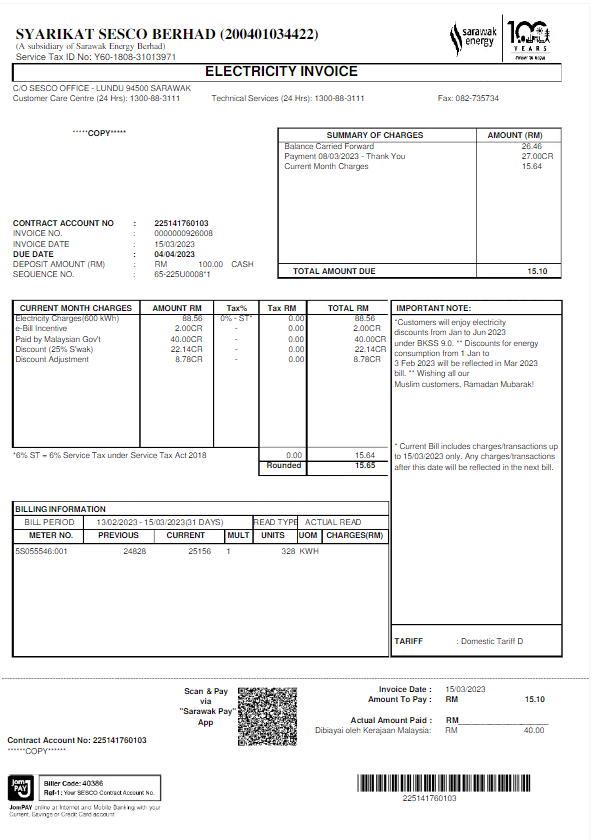 SYARIKAT SESCO BERHAD (200401034422)
(A subsidiary of Sarawak Energy Berhad)
Service Tax ID No: Y60-1808-31013971
sarawak energy
100 YEARS
ELECTRICITY INVOICE
C/O SESCO OFFICE - LUNDU 94500 SARAWAK
Customer Care Centre (24 Hrs): 1300-88-3111 Technical Services (24 Hrs): 1300-88-3111 Fax: 082-735734
*****COPY*****
SUMMARY OF CHARGES AMOUNT (RM)
Balance Carried Forward 26.46
Payment 08/03/2023 - Thank You 27.00CR
Current Month Charges 15.64
TOTAL AMOUNT DUE 15.10
CONTRACT ACCOUNT NO : 225141760103
INVOICE NO. : 0000000926008
INVOICE DATE : 15/03/2023
DUE DATE : 04/04/2023
DEPOSIT AMOUNT (RM) : RM 100.00 CASH
SEQUENCE NO. : 65-225U0008*1
CURRENT MONTH CHARGES AMOUNT RM Tax% Tax RM TOTAL RM
Electricity Charges(600 kWh) 88.56 0% - ST* 0.00 88.56
e-Bill Incentive 2.00CR - 0.00 2.00CR
Paid by Malaysian Gov't 40.00CR - 0.00 40.00CR
Discount (25% S'wak) 22.14CR - 0.00 22.14CR
Discount Adjustment 8.78CR - 0.00 8.78CR
*6% ST = 6% Service Tax under Service Tax Act 2018 0.00 15.64
Rounded 15.65
IMPORTANT NOTE:
*Customers will enjoy electricity
discounts from Jan to Jun 2023
under BKSS 9.0. ** Discounts for energy
consumption from 1 Jan to
3 Feb 2023 will be reflected in Mar 2023
bill. ** Wishing all our
Muslim customers, Ramadan Mubarak!
* Current Bill includes charges/transactions up
to 15/03/2023 only. Any charges/transactions
after this date will be reflected in the next bill.
TARIFF : Domestic Tariff D
BILLING INFORMATION
BILL PERIOD 13/02/2023 - 15/03/2023(31 DAYS) READ TYPE ACTUAL READ
METER NO. PREVIOUS CURRENT MULT UNITS UOM CHARGES(RM)
5S055546:001 24828 25156 1 328 KWH
Scan & Pay
via
"Sarawak Pay"
App
Invoice Date : 15/03/2023
Amount To Pay : RM 15.10
Actual Amount Paid : RM
Dibiayai oleh Kerajaan Malaysia: RM 40.00
Contract Account No: 225141760103
******COPY******
JomPAY
Biller Code: 40386
Ref-1: Your SESCO Contract Account No.
JomPAY online at Internet and Mobile Banking with your
Current, Savings or Credit Card account
225141760103